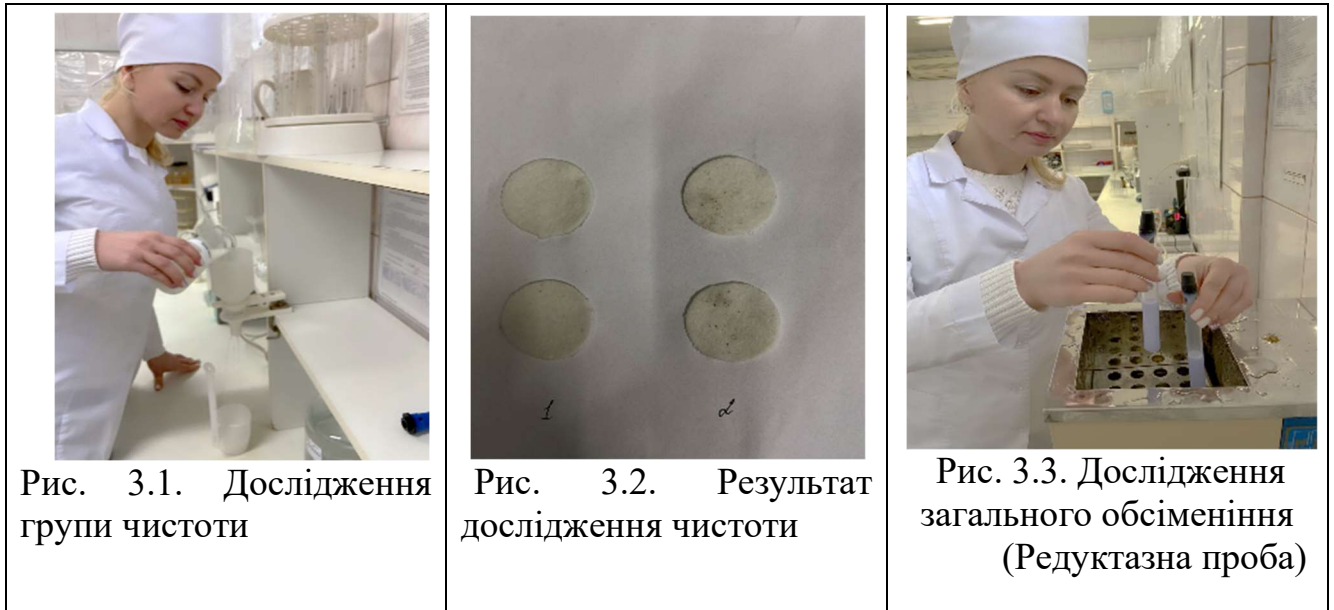 1 2
Рис. 3.1. Дослідження
групи чистоти
Рис. 3.2. Результат
дослідження чистоти
Рис. 3.3. Дослідження
загального обсіменіння
(Редуктазна проба)